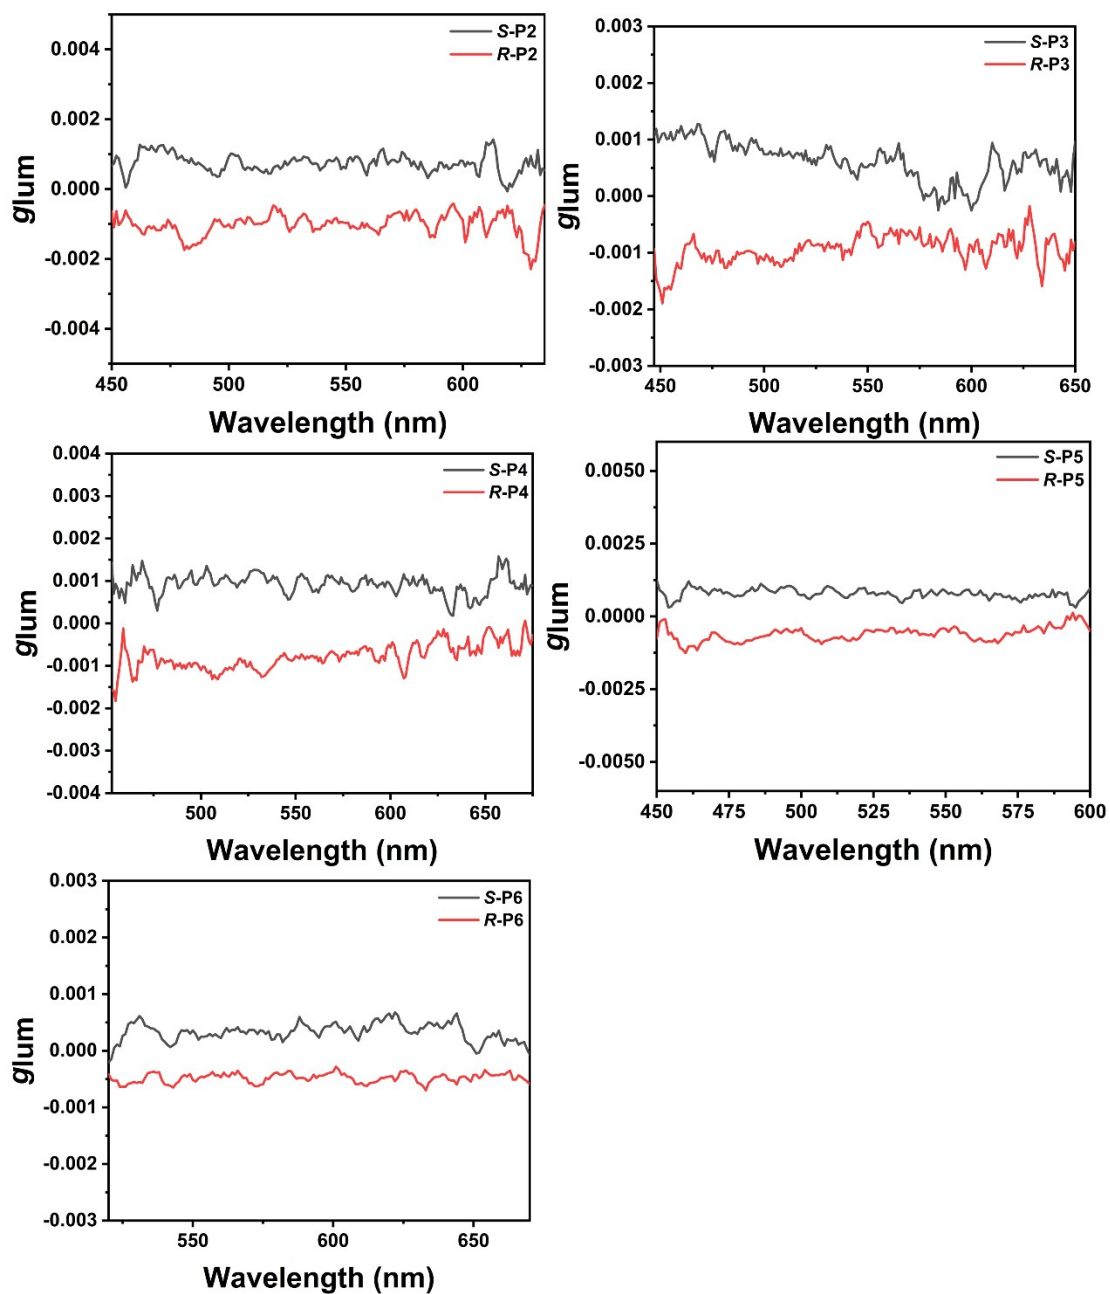 S-P2
R-P2
0.004
0.002
0.000
-0.002
-0.004
glum
450
500
550
600
Wavelength (nm)
S-P3
R-P3
0.003
0.002
0.001
0.000
-0.001
-0.002
-0.003
glum
450
500
550
600
650
Wavelength (nm)
S-P4
R-P4
0.004
0.003
0.002
0.001
0.000
-0.001
-0.002
-0.003
-0.004
glum
500
550
600
650
Wavelength (nm)
S-P5
R-P5
0.0050
0.0025
0.0000
-0.0025
-0.0050
glum
450
475
500
525
550
575
600
Wavelength (nm)
S-P6
R-P6
0.003
0.002
0.001
0.000
-0.001
-0.002
-0.003
glum
550
600
650
Wavelength (nm)